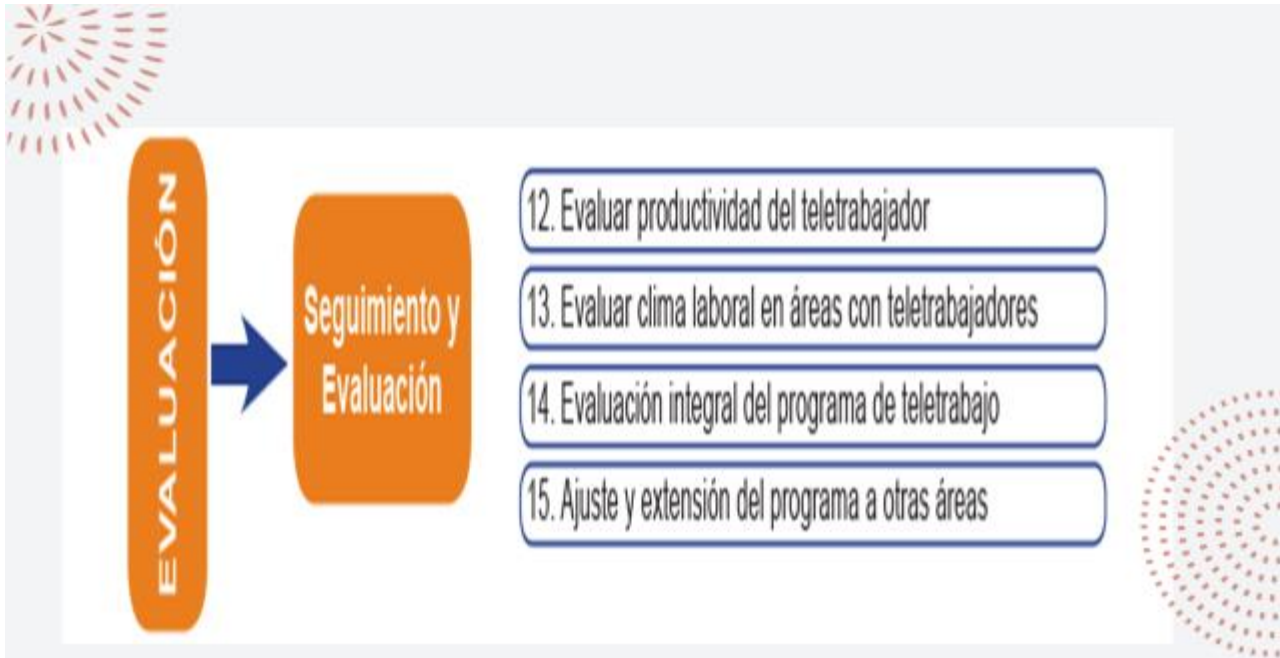 EVALUACIÓN
Seguimiento y
Evaluación
12. Evaluar productividad del teletrabajador
13. Evaluar clima laboral en áreas con teletrabajadores
14. Evaluación integral del programa de teletrabajo
15. Ajuste y extensión del programa a otras áreas